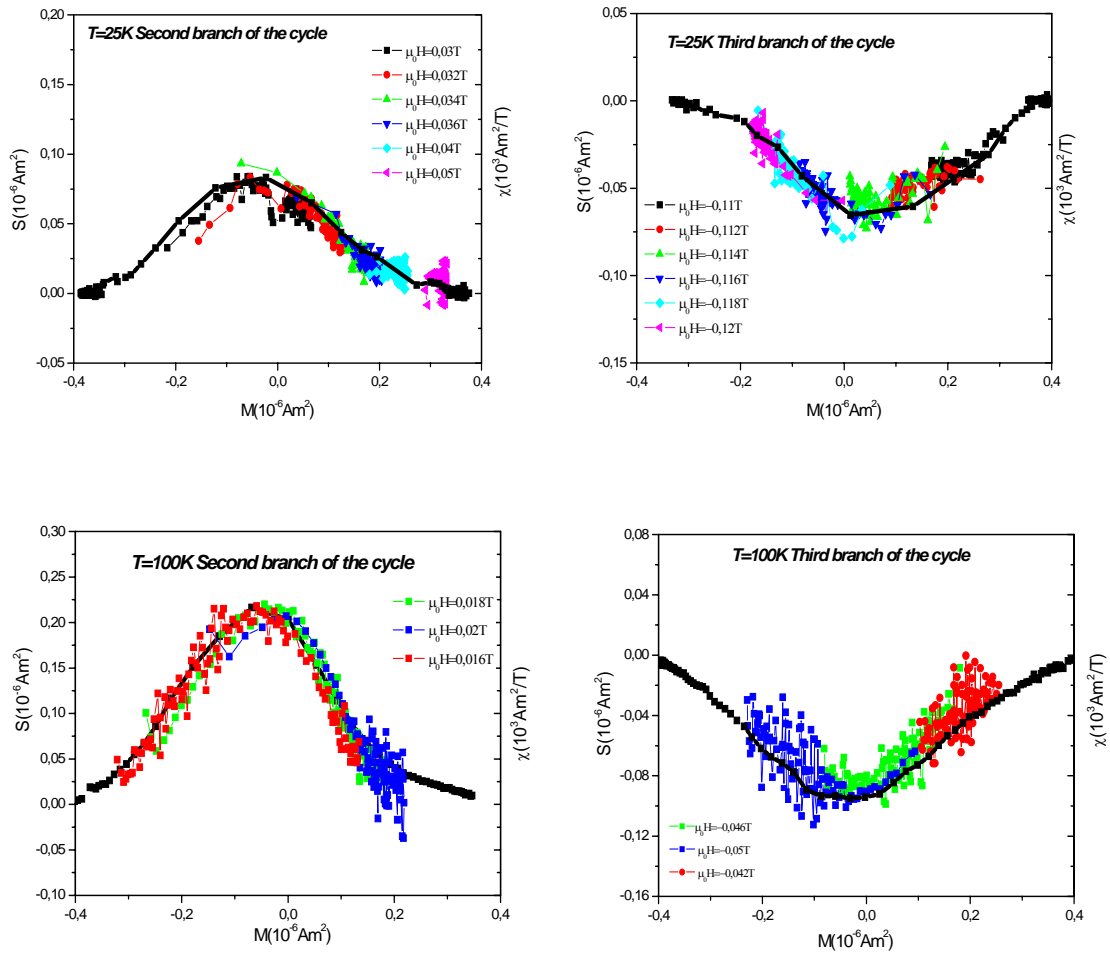 T=25K Second branch of the cycle
0,20
0,15
0,10
0,05
0,00
-0,05
S(10⁻⁶Am²)
χ(10³Am²/T)
μ₀H=0,03T
μ₀H=0,032T
μ₀H=0,034T
μ₀H=0,036T
μ₀H=0,04T
μ₀H=0,05T
-0,4 -0,2 0,0 0,2 0,4
M(10⁻⁶Am²)
T=25K Third branch of the cycle
0,05
0,00
-0,05
-0,10
-0,15
S(10⁻⁶Am²)
χ(10³Am²/T)
μ₀H=-0,11T
μ₀H=-0,112T
μ₀H=-0,114T
μ₀H=-0,116T
μ₀H=-0,118T
μ₀H=-0,12T
-0,4 -0,2 0,0 0,2 0,4
M(10⁻⁶Am²)
T=100K Second branch of the cycle
0,30
0,25
0,20
0,15
0,10
0,05
0,00
-0,05
-0,10
S(10⁻⁶Am²)
χ(10³Am²/T)
μ₀H=0,018T
μ₀H=0,02T
μ₀H=0,016T
-0,4 -0,2 0,0 0,2 0,4
M(10⁻⁶Am²)
T=100K Third branch of the cycle
0,08
0,04
0,00
-0,04
-0,08
-0,12
-0,16
S(10⁻⁶Am²)
χ(10³Am²/T)
μ₀H=-0,046T
μ₀H=-0,05T
μ₀H=-0,042T
-0,4 -0,2 0,0 0,2 0,4
M(10⁻⁶Am²)